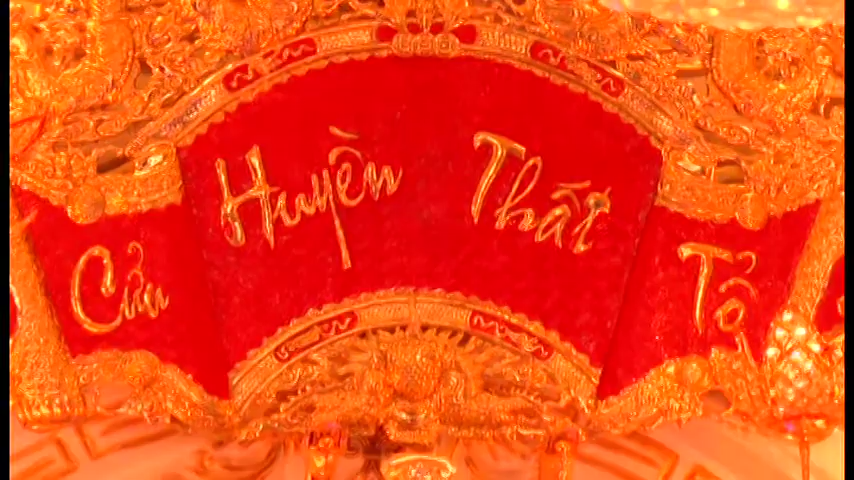 Cửu Huyền Thất Tổ